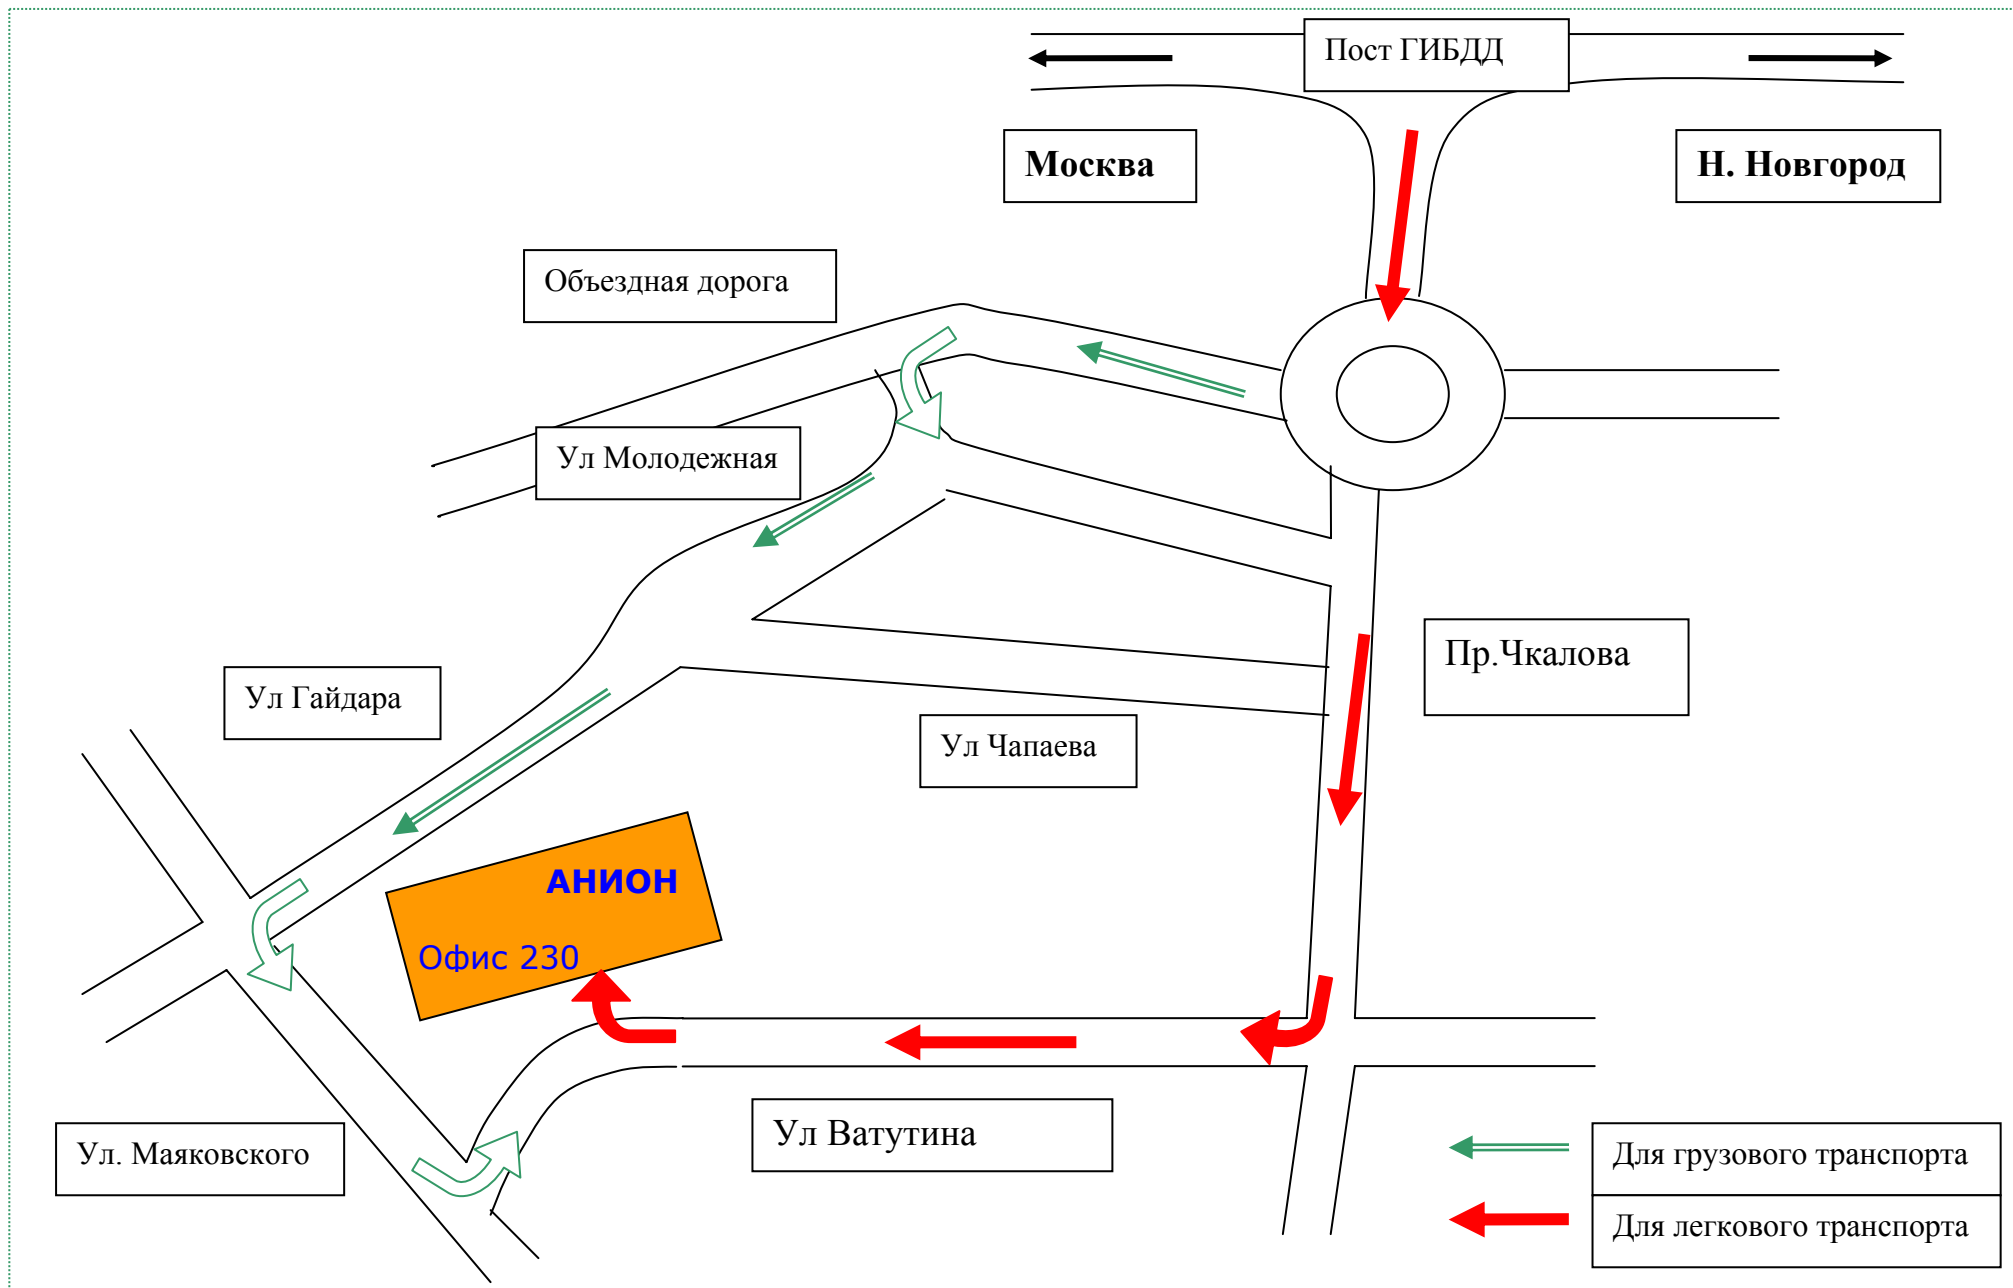 Пост ГИБДД
Москва
Н. Новгород
Объездная дорога
Ул Молодежная
Пр.Чкалова
Ул Гайдара
Ул Чапаева
АНИОН
Офис 230
Ул Ватутина
Ул. Маяковского
Для грузового транспорта
Для легкового транспорта